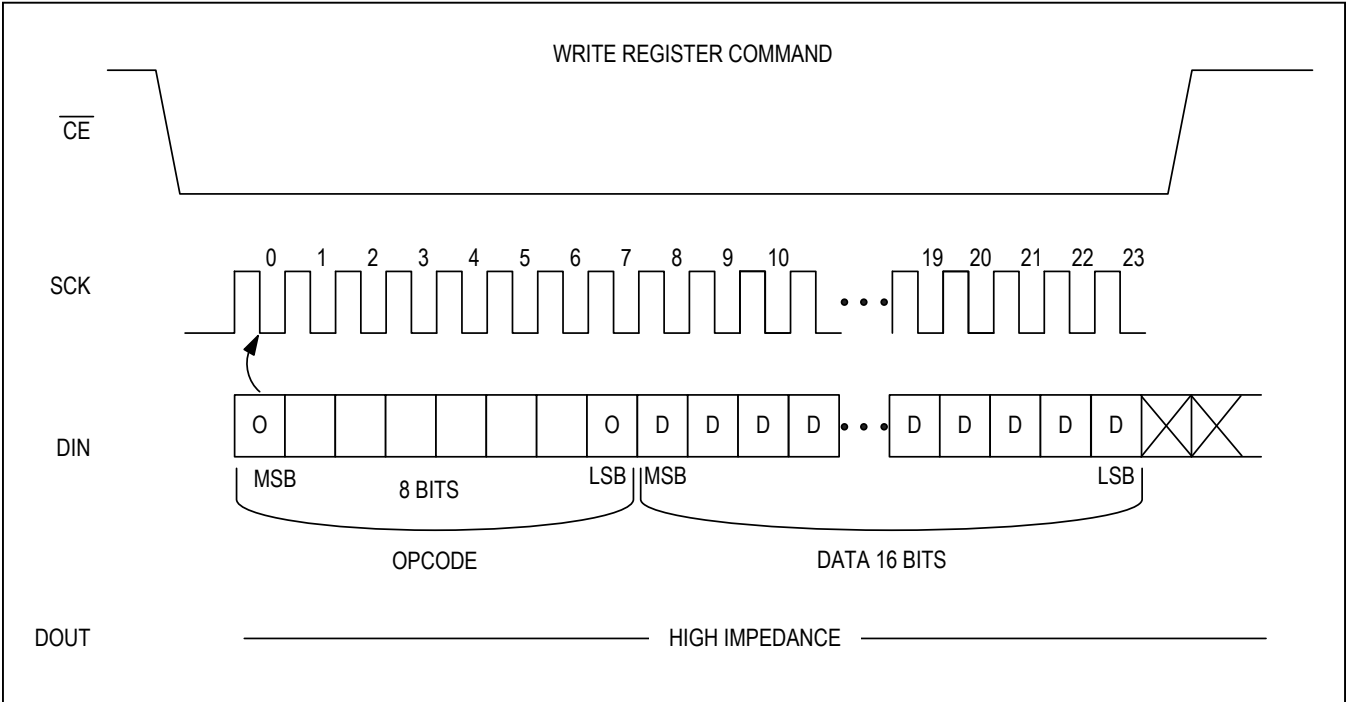 WRITE REGISTER COMMAND
CE
0 1 2 3 4 5 6 7 8 9 10 19 20 21 22 23
SCK
DIN
O O D D D D D D D D D
MSB 8 BITS LSB MSB LSB
OPCODE DATA 16 BITS
DOUT HIGH IMPEDANCE